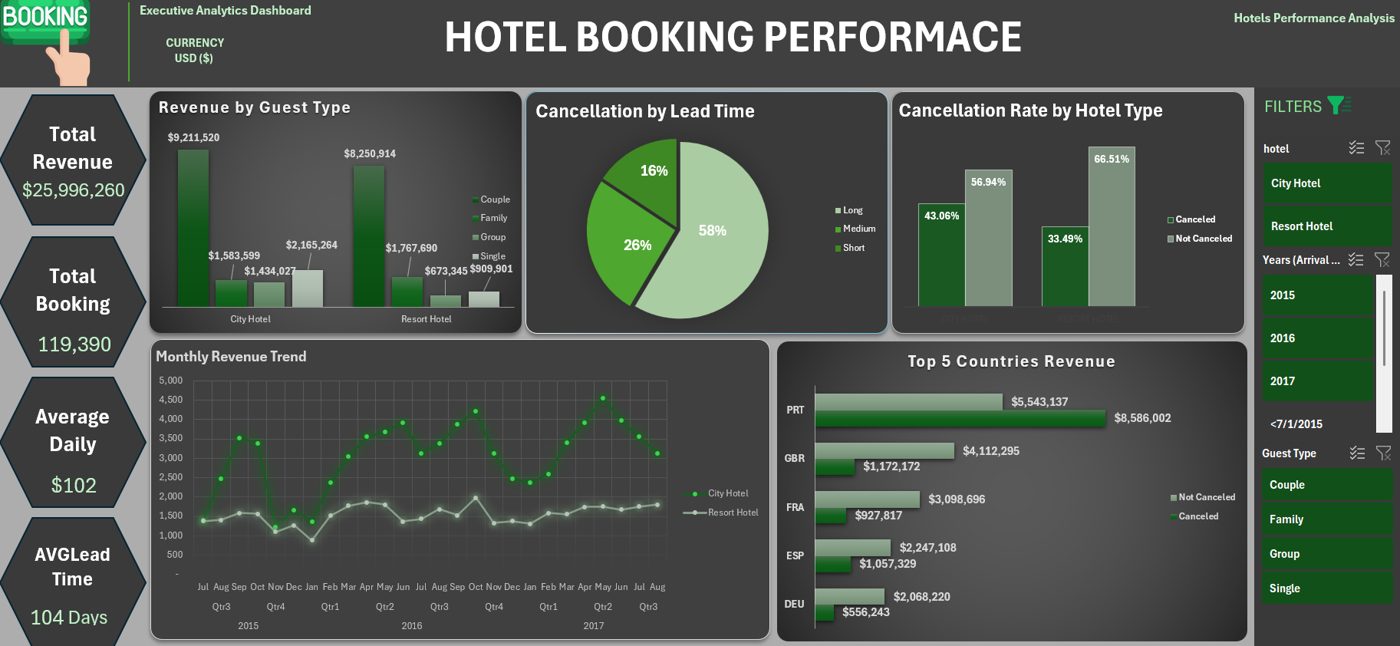 BOOKING
Executive Analytics Dashboard
CURRENCY
USD ($)
HOTEL BOOKING PERFORMACE
Hotels Performance Analysis
Total
Revenue
$25,996,260
Total
Booking
119,390
Average
Daily
$102
AVGLead
Time
104 Days
Revenue by Guest Type
$9,211,520
$1,583,599
$1,434,027
$2,165,264
$8,250,914
$1,767,690
$673,345
$909,901
Couple
Family
Group
Single
City Hotel
Resort Hotel
Cancellation by Lead Time
16%
26%
58%
Long
Medium
Short
Cancellation Rate by Hotel Type
43.06%
56.94%
33.49%
66.51%
Canceled
Not Canceled
Monthly Revenue Trend
5,000
4,500
4,000
3,500
3,000
2,500
2,000
1,500
1,000
500
-
Jul Aug Sep Oct Nov Dec Jan Feb Mar Apr May Jun Jul Aug Sep Oct Nov Dec Jan Feb Mar Apr May Jun Jul Aug
Qtr3 Qtr4 Qtr1 Qtr2 Qtr3 Qtr4 Qtr1 Qtr2 Qtr3
2015 2016 2017
City Hotel
Resort Hotel
Top 5 Countries Revenue
PRT
$5,543,137
$8,586,002
GBR
$4,112,295
$1,172,172
FRA
$3,098,696
$927,817
ESP
$2,247,108
$1,057,329
DEU
$2,068,220
$556,243
Not Canceled
Canceled
FILTERS
hotel
City Hotel
Resort Hotel
Years (Arrival ...
2015
2016
2017
<7/1/2015
Guest Type
Couple
Family
Group
Single